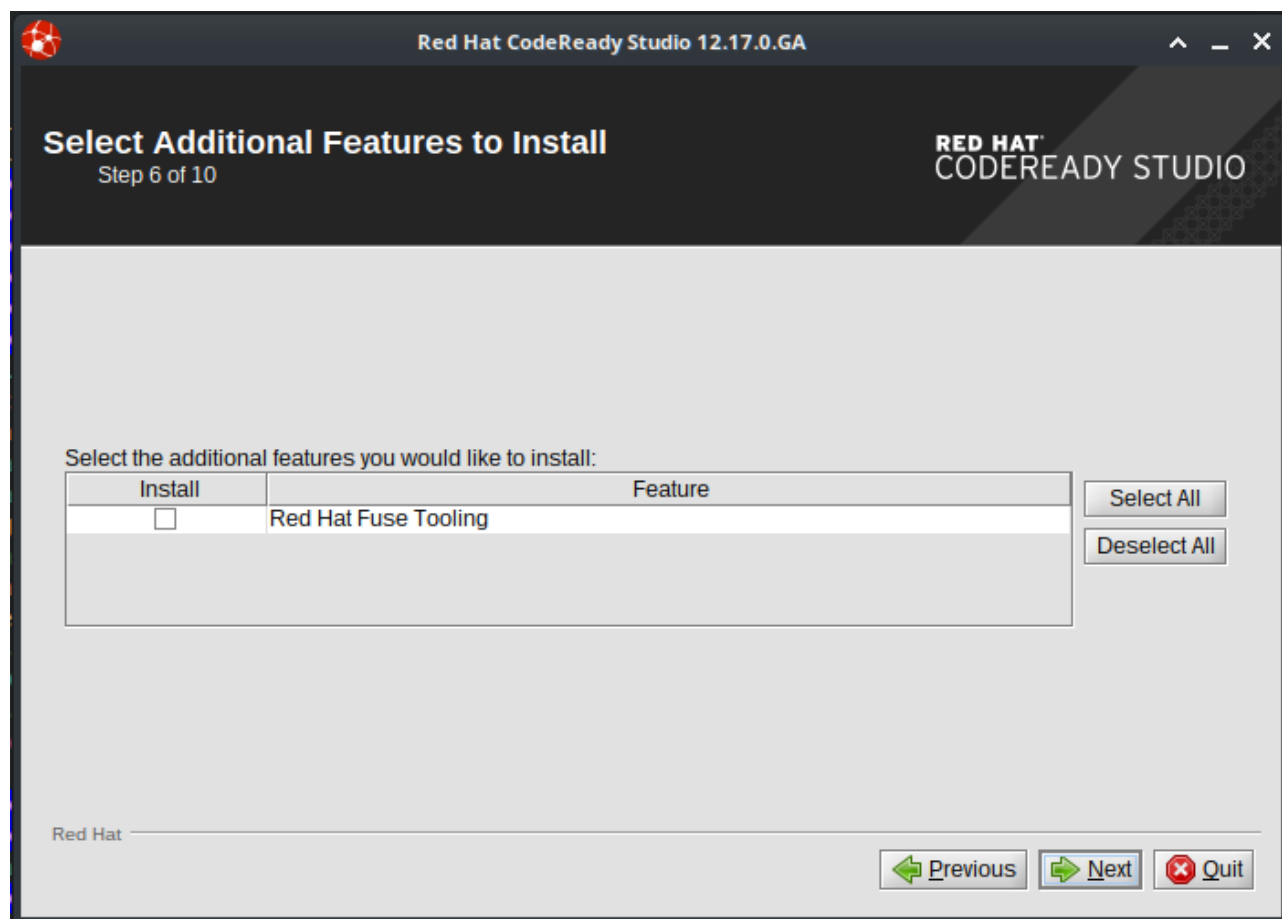 Red Hat CodeReady Studio 12.17.0.GA
Select Additional Features to Install
Step 6 of 10
RED HAT
CODEREADY STUDIO
Select the additional features you would like to install:
Install Feature
Select All
Red Hat Fuse Tooling
Deselect All
Red Hat
Previous Next Quit